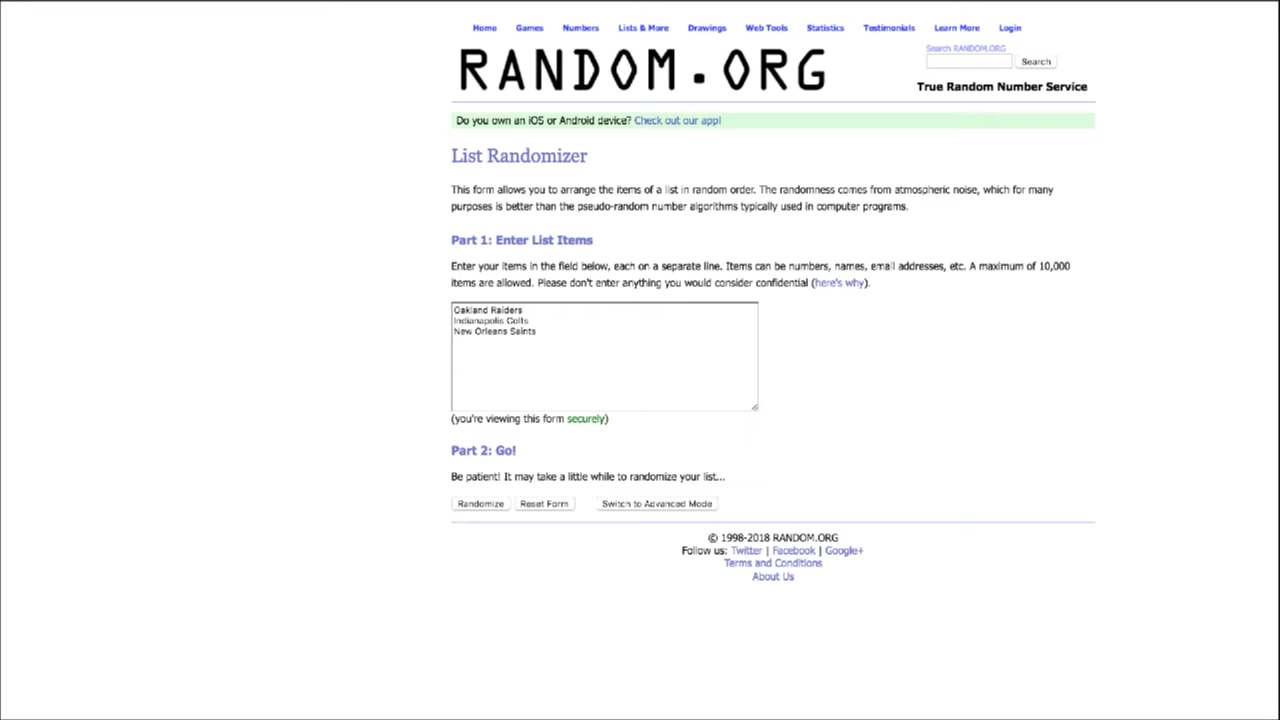 Home Games Numbers Lists & More Drawings Web Tools Statistics Testimonials Learn More Login
RANDOM.ORG
Search RANDOM.ORG
Search
True Random Number Service
Do you own an iOS or Android device? Check out our app!
List Randomizer
This form allows you to arrange the items of a list in random order. The randomness comes from atmospheric noise, which for many
purposes is better than the pseudo-random number algorithms typically used in computer programs.
Part 1: Enter List Items
Enter your items in the field below, each on a separate line. Items can be numbers, names, email addresses, etc. A maximum of 10,000
items are allowed. Please don't enter anything you would consider confidential (here's why).
Oakland Raiders
Indianapolis Colts
New Orleans Saints
(you're viewing this form securely)
Part 2: Go!
Be patient! It may take a little while to randomize your list...
Randomize Reset Form Switch to Advanced Mode
© 1998-2018 RANDOM.ORG
Follow us: Twitter | Facebook | Google+
Terms and Conditions
About Us